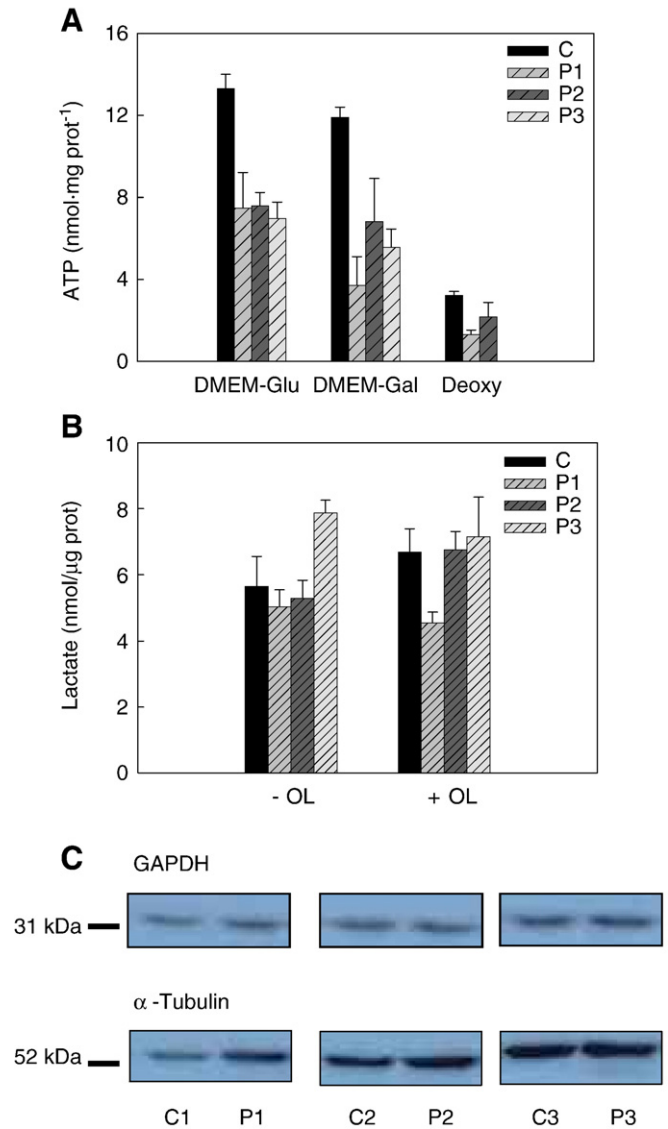 A
16
12
8
4
0
ATP (nmol·mg prot⁻¹)
C
P1
P2
P3
DMEM-Glu DMEM-Gal Deoxy
B
10
8
6
4
2
0
Lactate (nmol/μg prot)
C
P1
P2
P3
- OL + OL
C
GAPDH
31 kDa
α -Tubulin
52 kDa
C1 P1 C2 P2 C3 P3